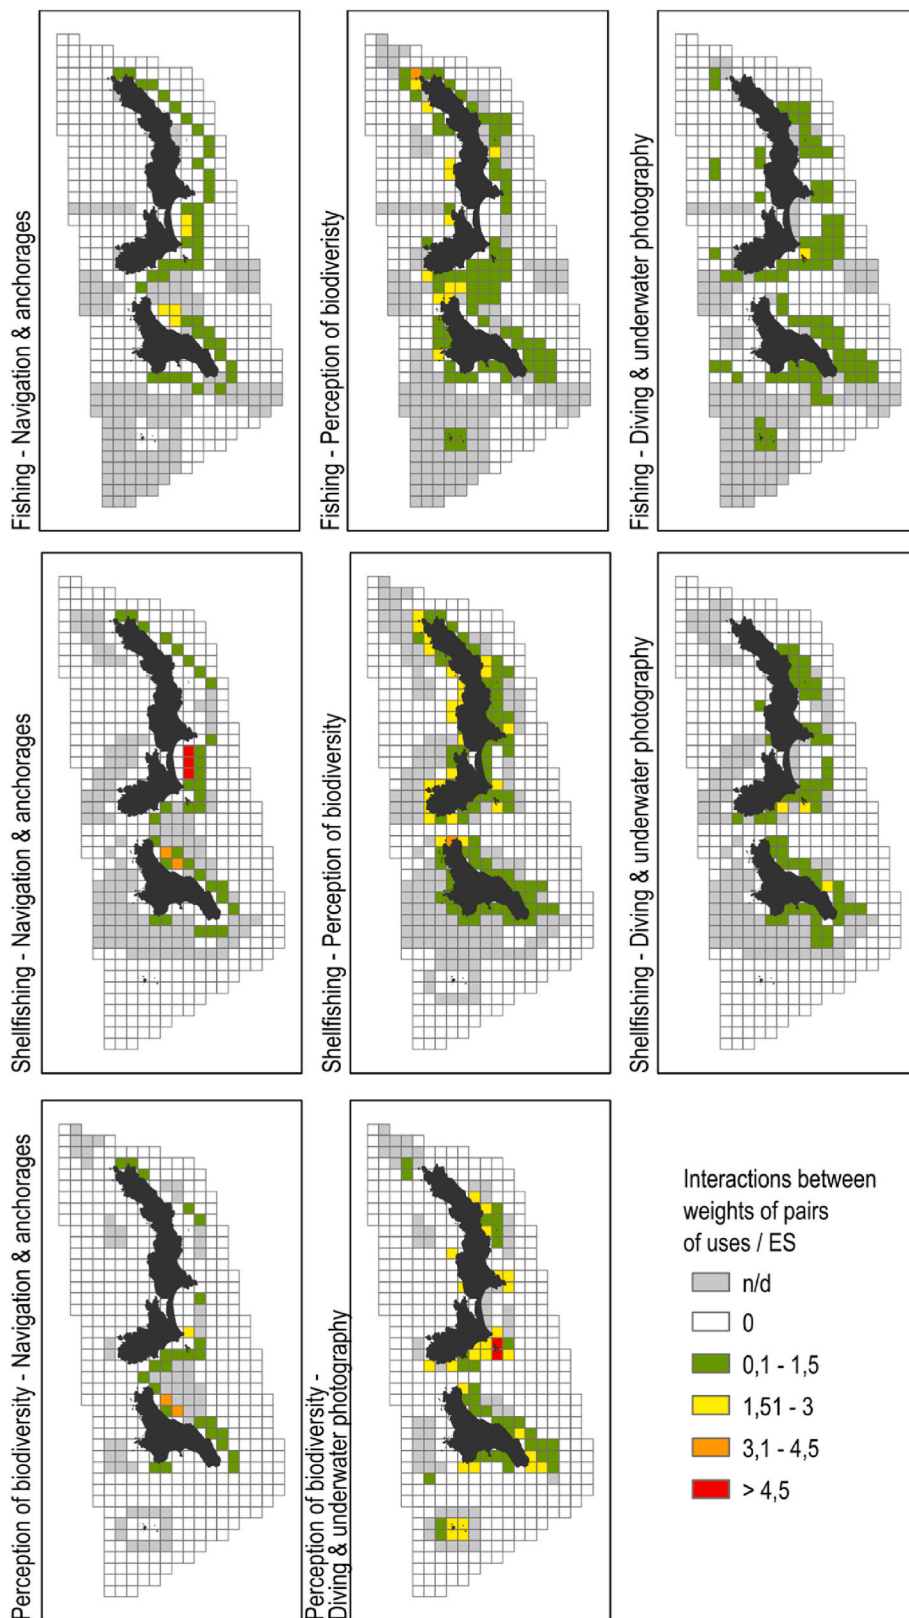 Fishing - Navigation & anchorages
Fishing - Perception of biodiveristy
Fishing - Diving & underwater photography
Shellfishing - Navigation & anchorages
Shellfishing - Perception of biodiversity
Shellfishing - Diving & underwater photography
Perception of biodiversity - Navigation & anchorages
Perception of biodiversity -
Diving & underwater photography
Interactions between
weights of pairs
of uses / ES
n/d
0
0,1 - 1,5
1,51 - 3
3,1 - 4,5
> 4,5